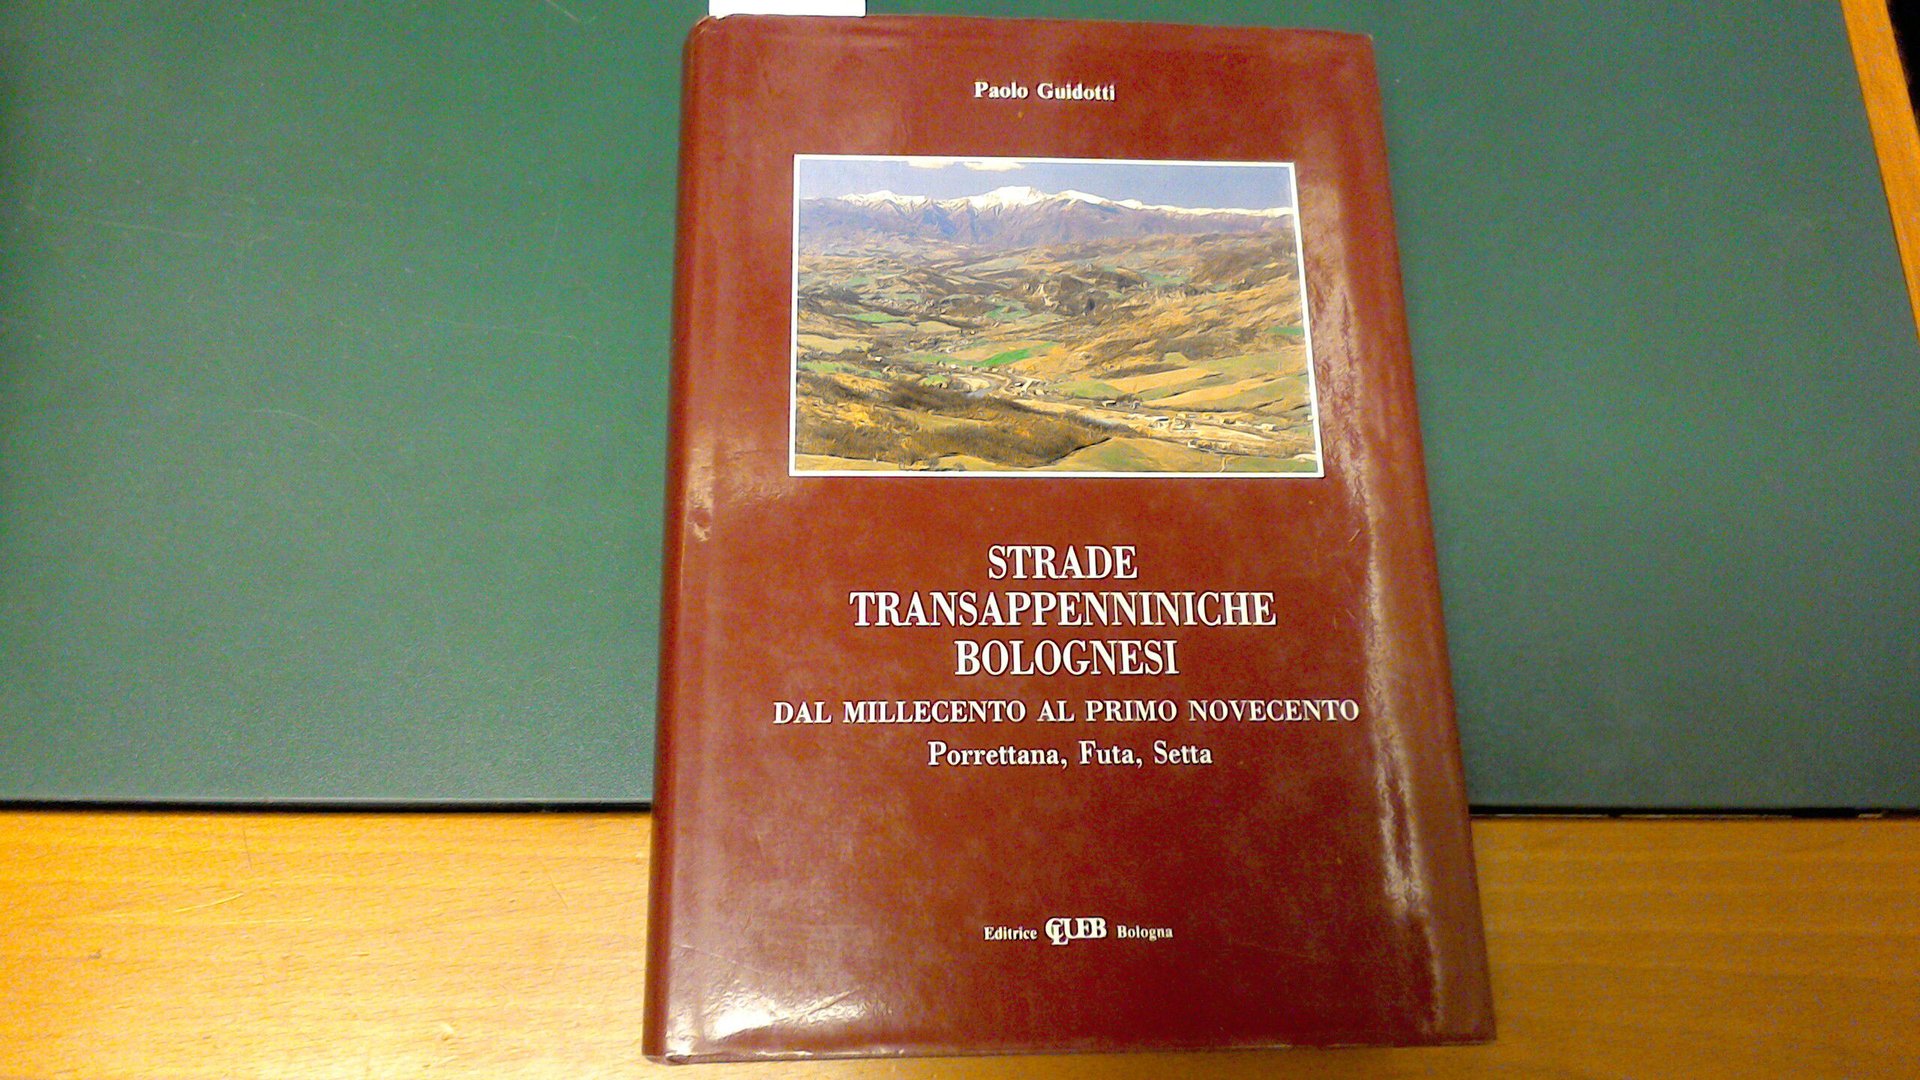 Paolo Guidotti
STRADE
TRANSAPPENNINICHE
BOLOGNESI
DAL MILLECENTO AL PRIMO NOVECENTO
Porrettana, Futa, Setta
Editrice CLUEB Bologna